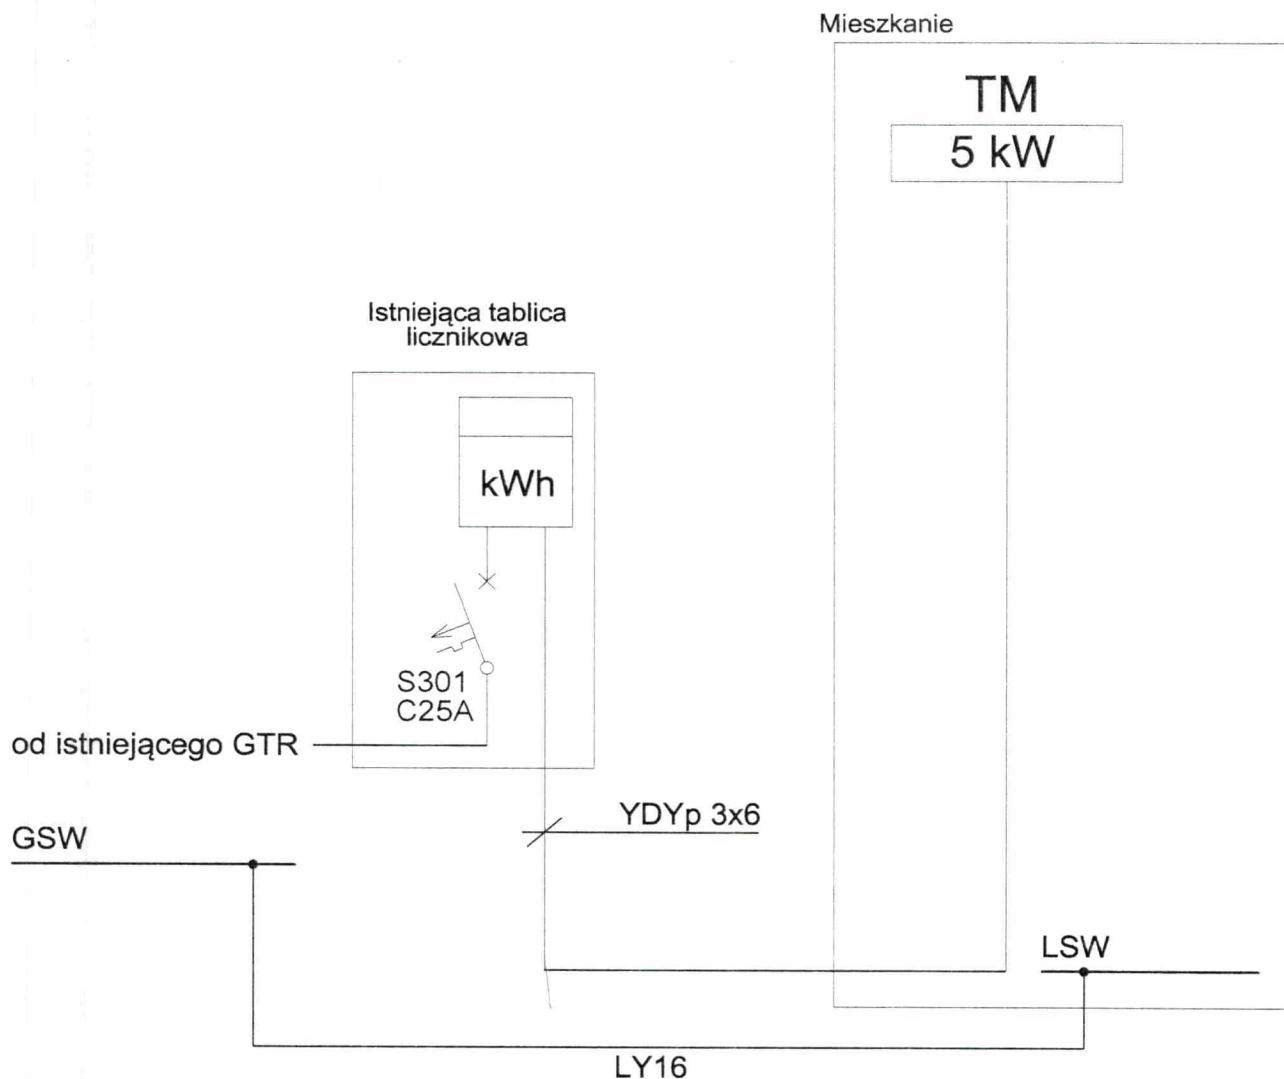 Mieszkanie
TM
5 kW
Istniejąca tablica
licznikowa
kWh
S301
C25A
od istniejącego GTR
YDYp 3x6
GSW
LSW
LY16